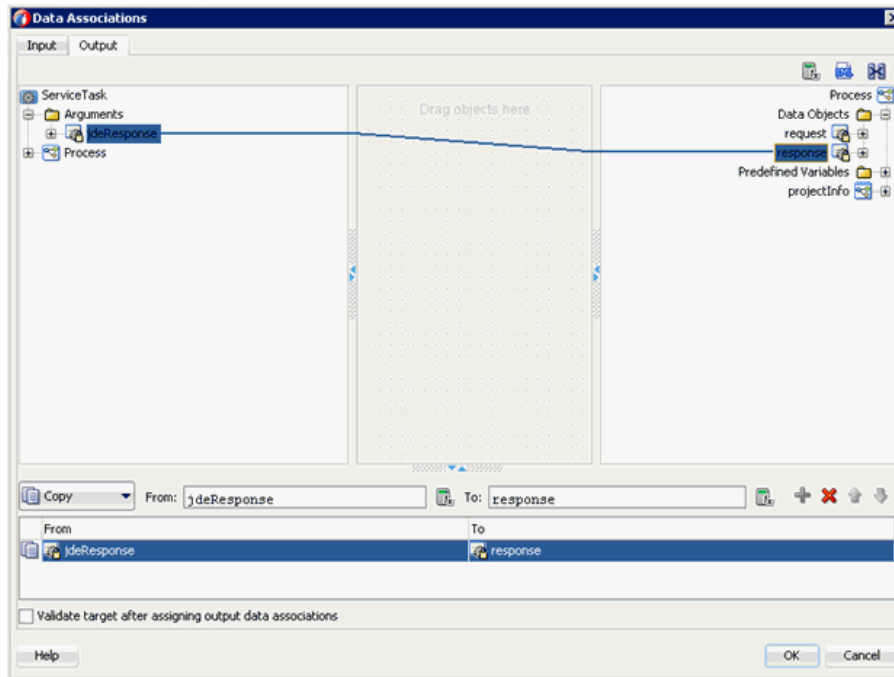 Data Associations
Input Output
ServiceTask
Arguments
jdeResponse
Process
Drag objects here
Process
Data Objects
request
response
Predefined Variables
projectInfo
Copy From: jdeResponse To: response
From To
jdeResponse response
Validate target after assigning output data associations
Help OK Cancel